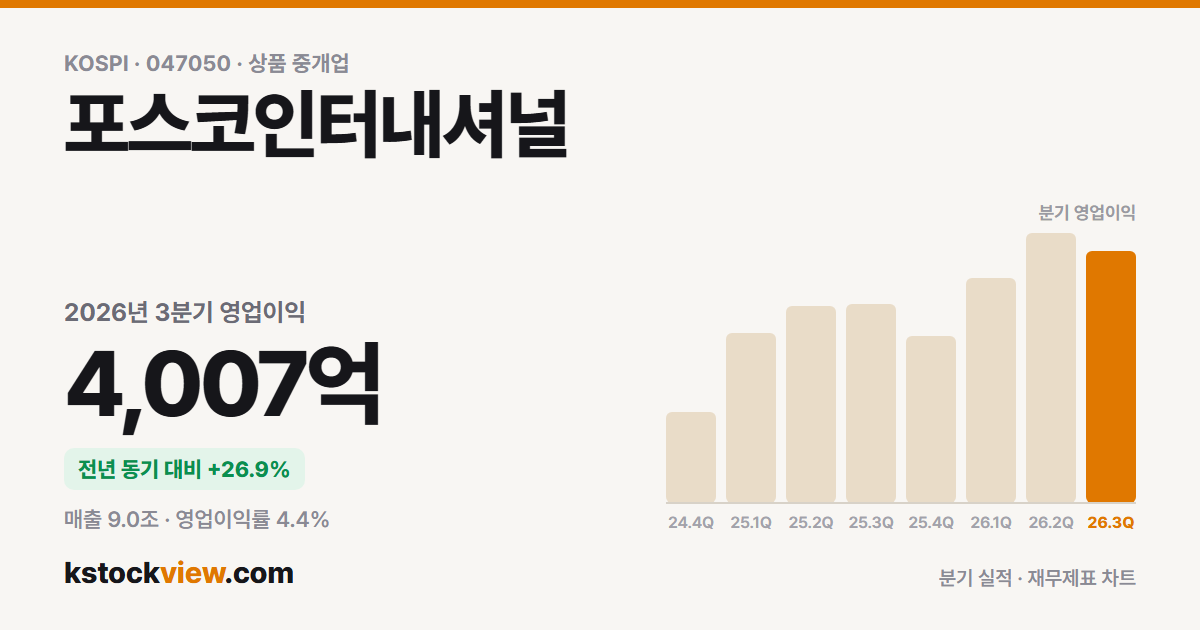 KOSPI · 047050 · 상품 중개업
포스코인터내셔널
분기 영업이익
2026년 3분기 영업이익
4,007억
전년 동기 대비 +26.9%
매출 9.0조 · 영업이익률 4.4%
24.4Q 25.1Q 25.2Q 25.3Q 25.4Q 26.1Q 26.2Q 26.3Q
kstockview.com
분기 실적 · 재무제표 차트